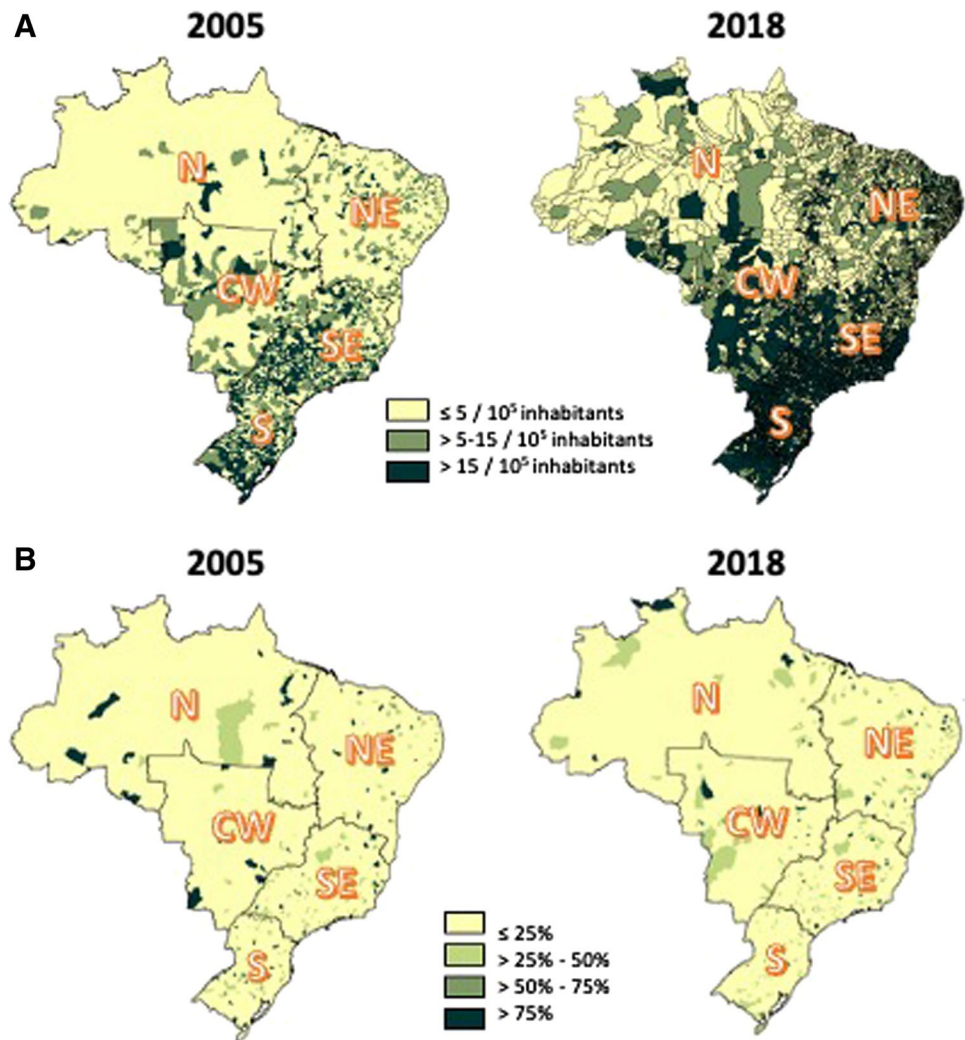 A
2005
2018
N
NE
CW
SE
S
N
NE
CW
SE
S
≤ 5 / 10⁵ inhabitants
> 5-15 / 10⁵ inhabitants
> 15 / 10⁵ inhabitants
B
2005
2018
N
NE
CW
SE
S
N
NE
CW
SE
S
≤ 25%
> 25% - 50%
> 50% - 75%
> 75%